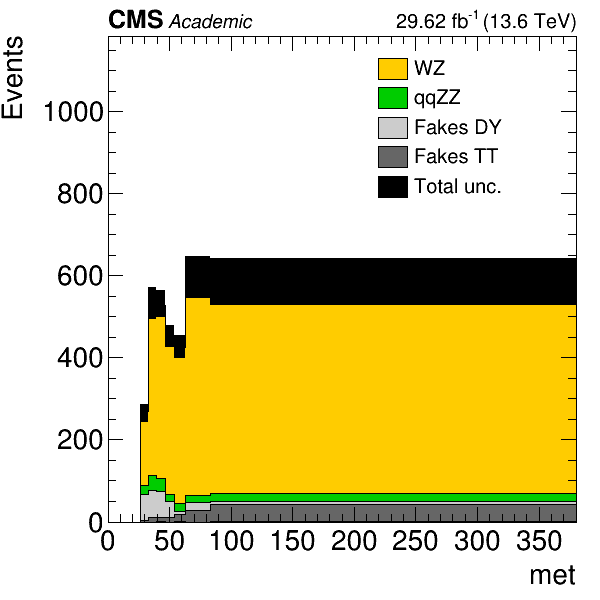 CMS Academic 29.62 fb⁻¹ (13.6 TeV)
Events
WZ
qqZZ
Fakes DY
Fakes TT
Total unc.
1000
800
600
400
200
0
0 50 100 150 200 250 300 350
met